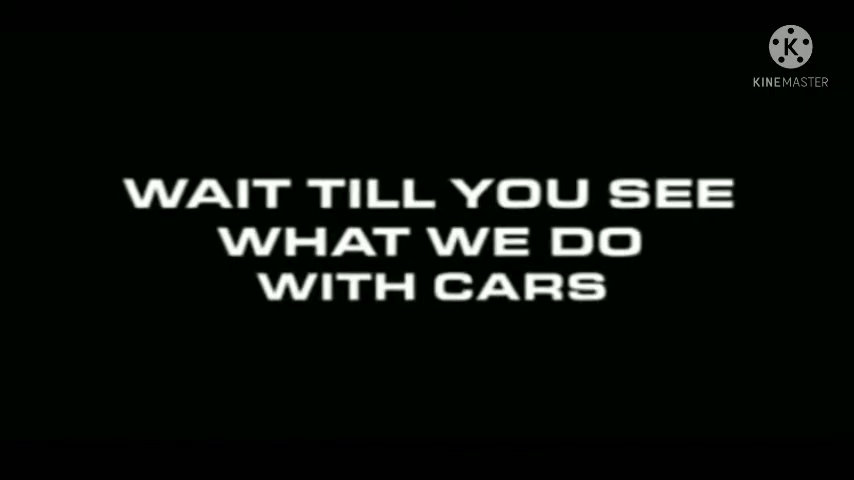 K
KINEMASTER
WAIT TILL YOU SEE
WHAT WE DO
WITH CARS